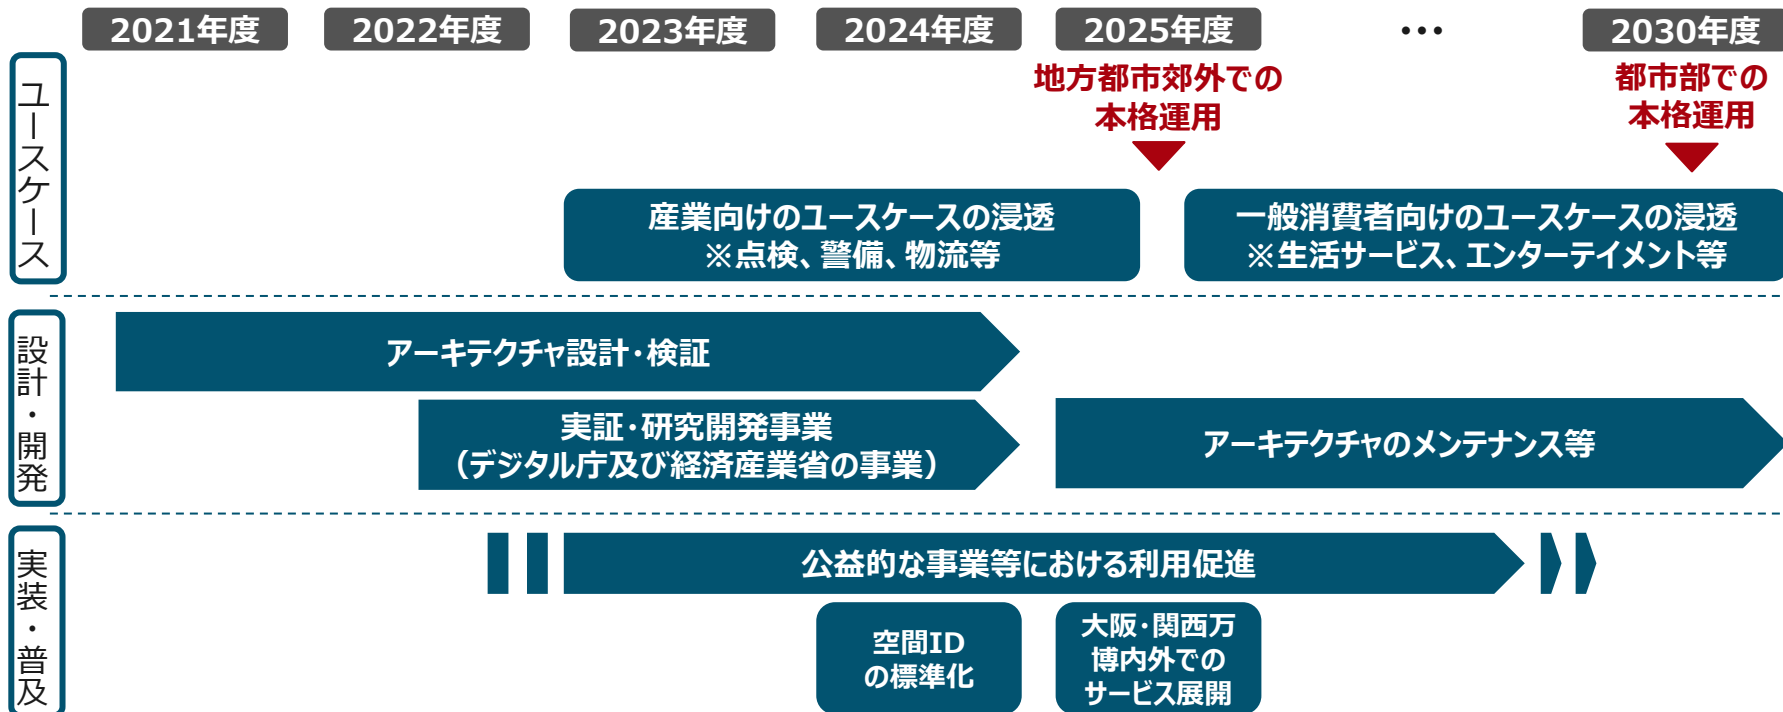 2021年度
2022年度
2023年度
2024年度
2025年度
…
2030年度
ユースケース
地方都市郊外での
本格運用
都市部での
本格運用
産業向けのユースケースの浸透
※点検、警備、物流等
一般消費者向けのユースケースの浸透
※生活サービス、エンターテイメント等
設計・開発
アーキテクチャ設計・検証
実証・研究開発事業
（デジタル庁及び経済産業省の事業）
アーキテクチャのメンテナンス等
実装・普及
公益的な事業等における利用促進
空間ID
の標準化
大阪・関西万
博内外での
サービス展開